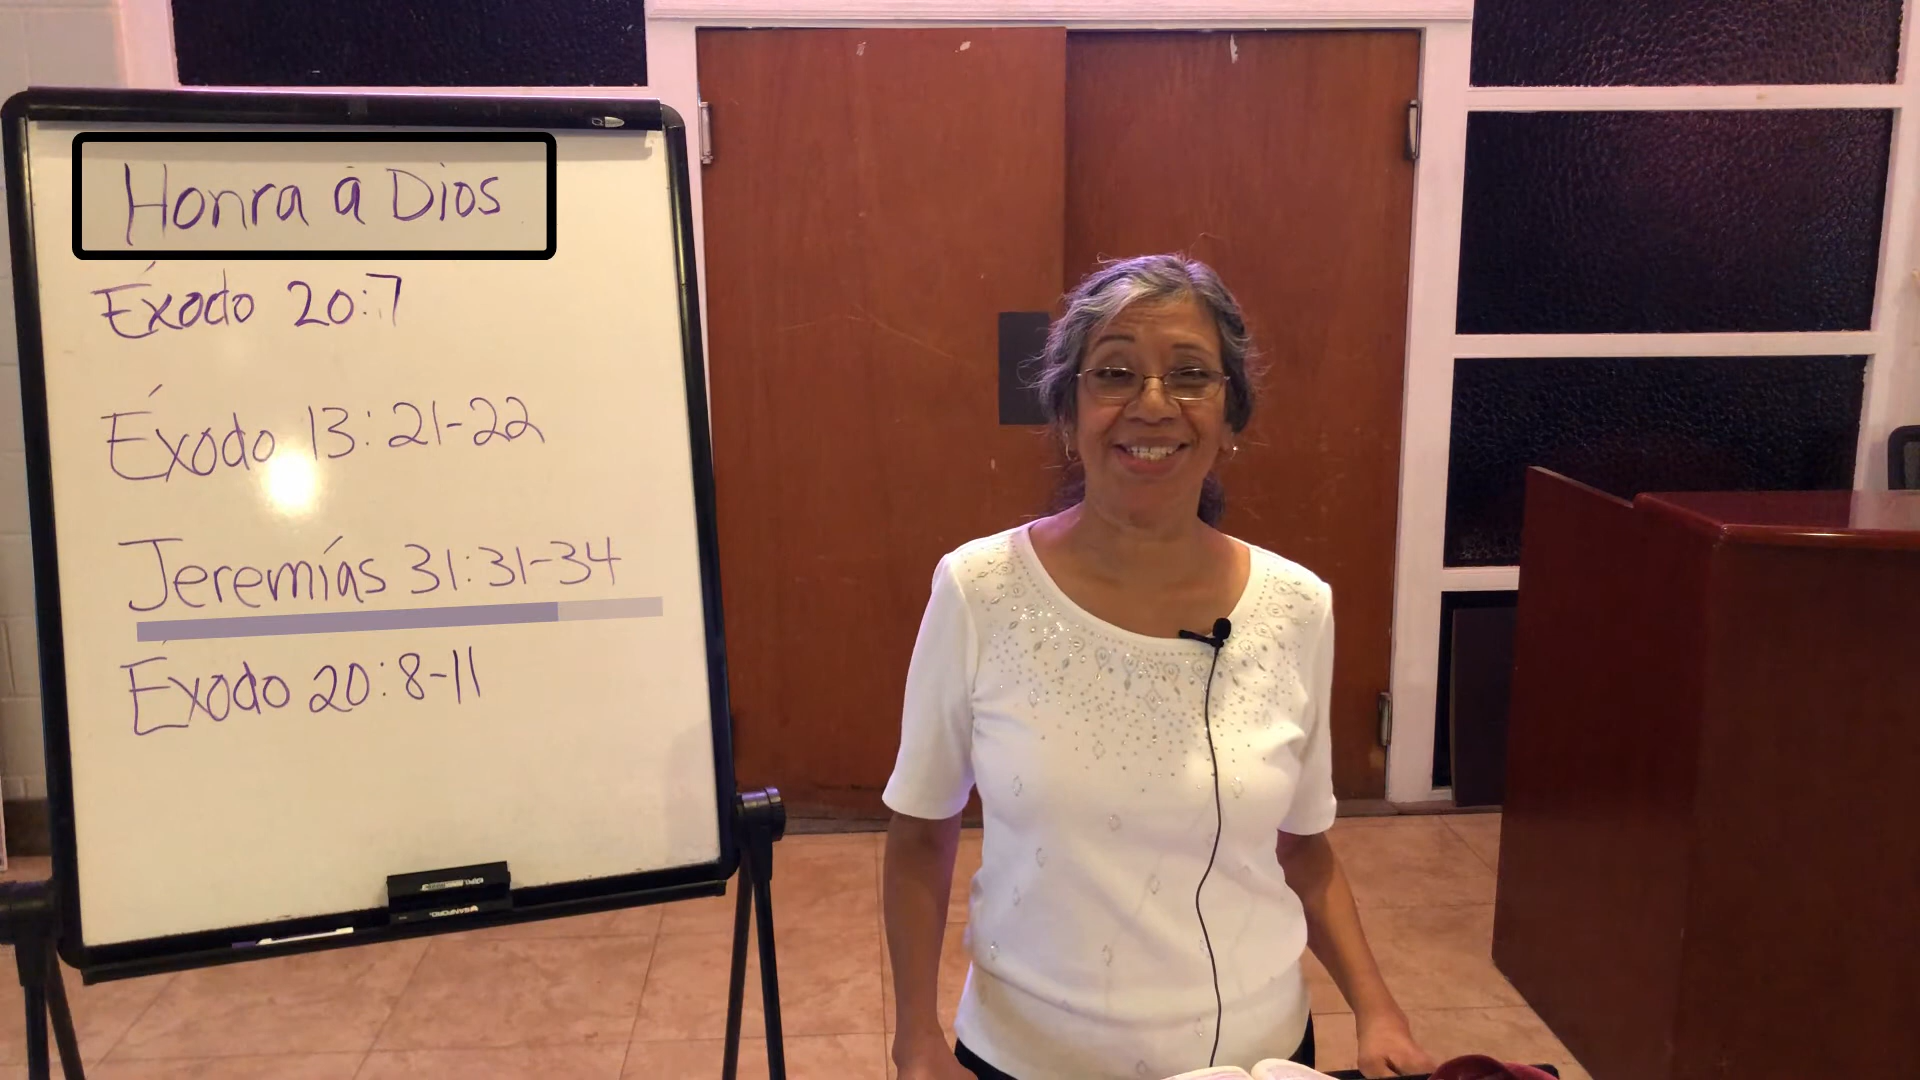 Honra a Dios
Éxodo 20:7
Éxodo 13:21-22
Jeremías 31:31-34
Éxodo 20:8-11